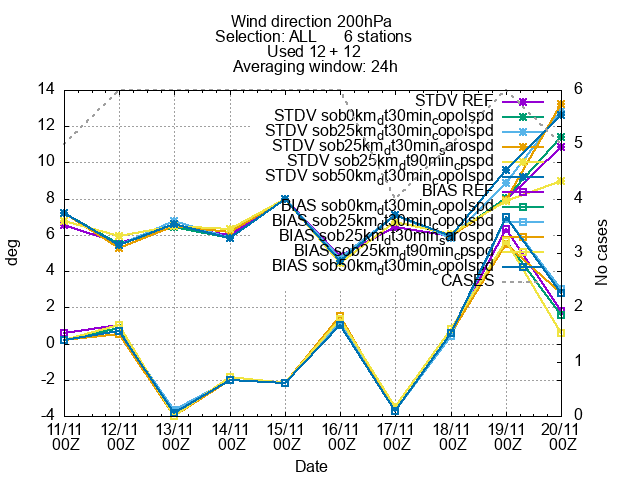 Wind direction 200hPa
Selection: ALL 6 stations
Used 12 + 12
Averaging window: 24h
STDV REF
STDV sob0km_dt30min_copolspd
STDV sob25km_dt30min_copolspd
STDV sob25km_dt30min_sarospd
STDV sob25km_dt90min_cpspd
STDV sob50km_dt30min_copolspd
BIAS REF
BIAS sob0km_dt30min_copolspd
BIAS sob25km_dt30min_copolspd
BIAS sob25km_dt30min_sarospd
BIAS sob25km_dt90min_cpspd
BIAS sob50km_dt30min_copolspd
CASES
14
12
10
8
6
4
2
0
-2
-4
deg
6
5
4
3
2
1
0
No cases
11/11 12/11 13/11 14/11 15/11 16/11 17/11 18/11 19/11 20/11
00Z 00Z 00Z 00Z 00Z 00Z 00Z 00Z 00Z 00Z
Date